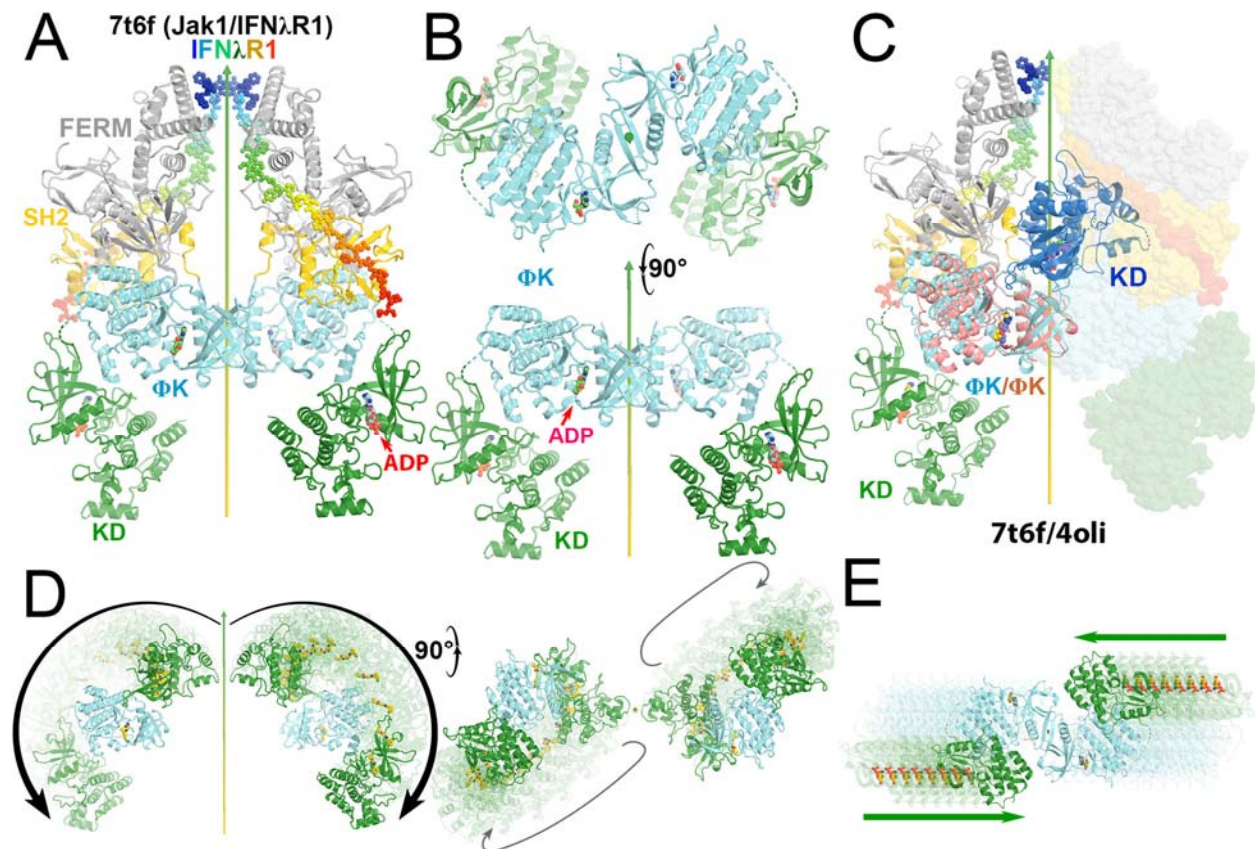 A
7t6f (Jak1/IFNλR1)
IFNλR1
FERM
SH2
ΦK
ADP
KD
B
ΦK
90°
ADP
KD
C
KD
ΦK/ΦK
KD
7t6f/4oli
D
90°
E